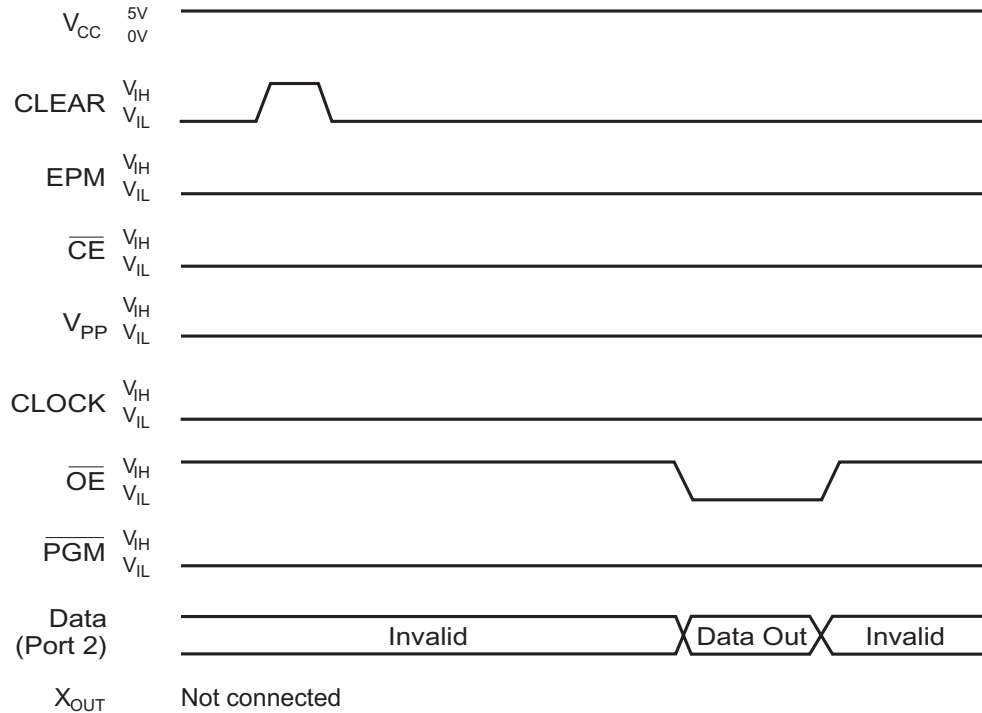 V_CC 5V
0V
CLEAR V_IH
V_IL
EPM V_IH
V_IL
CE V_IH
V_IL
V_PP V_IH
V_IL
CLOCK V_IH
V_IL
OE V_IH
V_IL
PGM V_IH
V_IL
Data
(Port 2)
Invalid Data Out Invalid
X_OUT Not connected